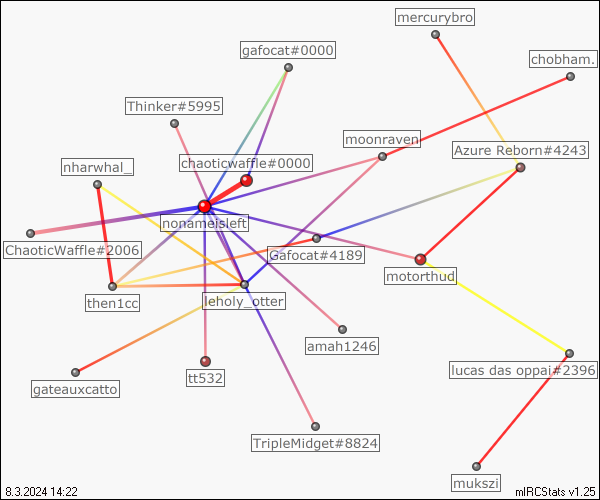 mercurybro
gafocat#0000
chobham.
Thinker#5995
moonraven
Azure Reborn#4243
chaoticwaffle#0000
nharwhal_
nonameisleft
ChaoticWaffle#2006
Gafocat#4189
motorthud
then1cc
leholy_otter
amah1246
lucas das oppai#2396
tt532
gateauxcatto
TripleMidget#8824
mukszi
8.3.2024 14:22
mIRCStats v1.25